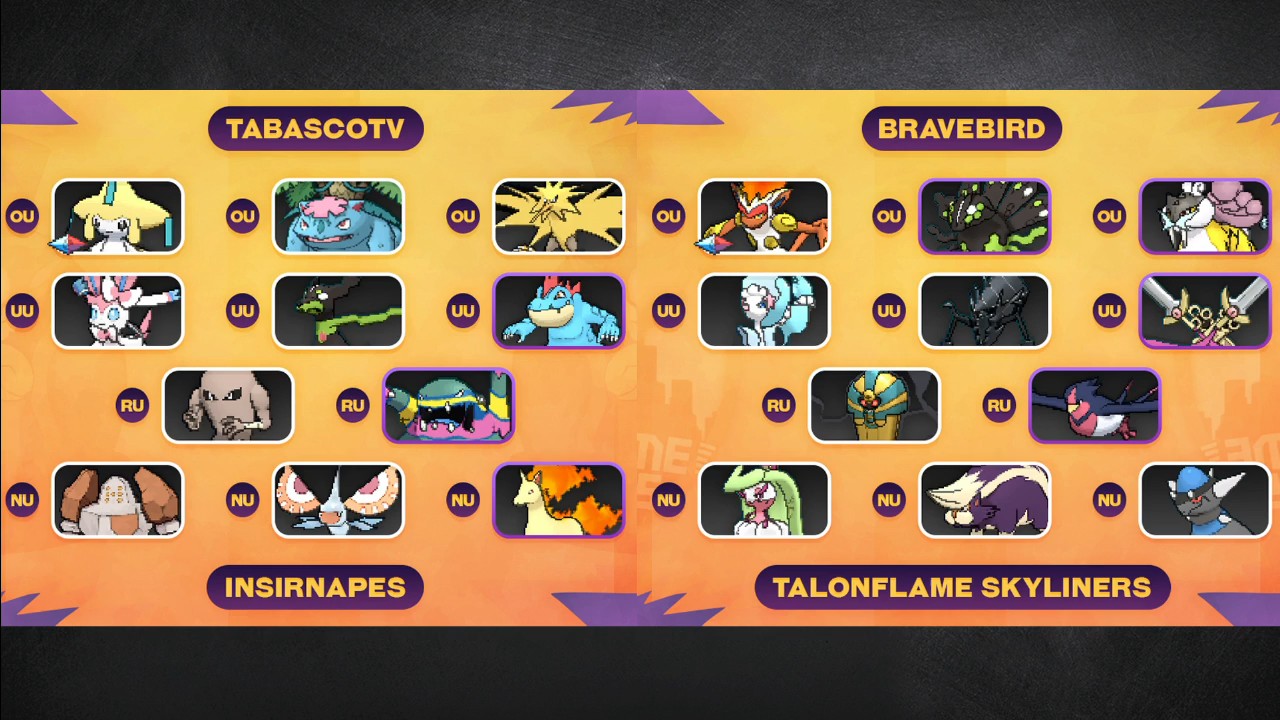 TABASCOTV
BRAVEBIRD
OU OU OU OU OU OU
UU UU UU UU UU UU
RU RU RU RU
NU NU NU NU NU NU
INSIRNAPES
TALONFLAME SKYLINERS